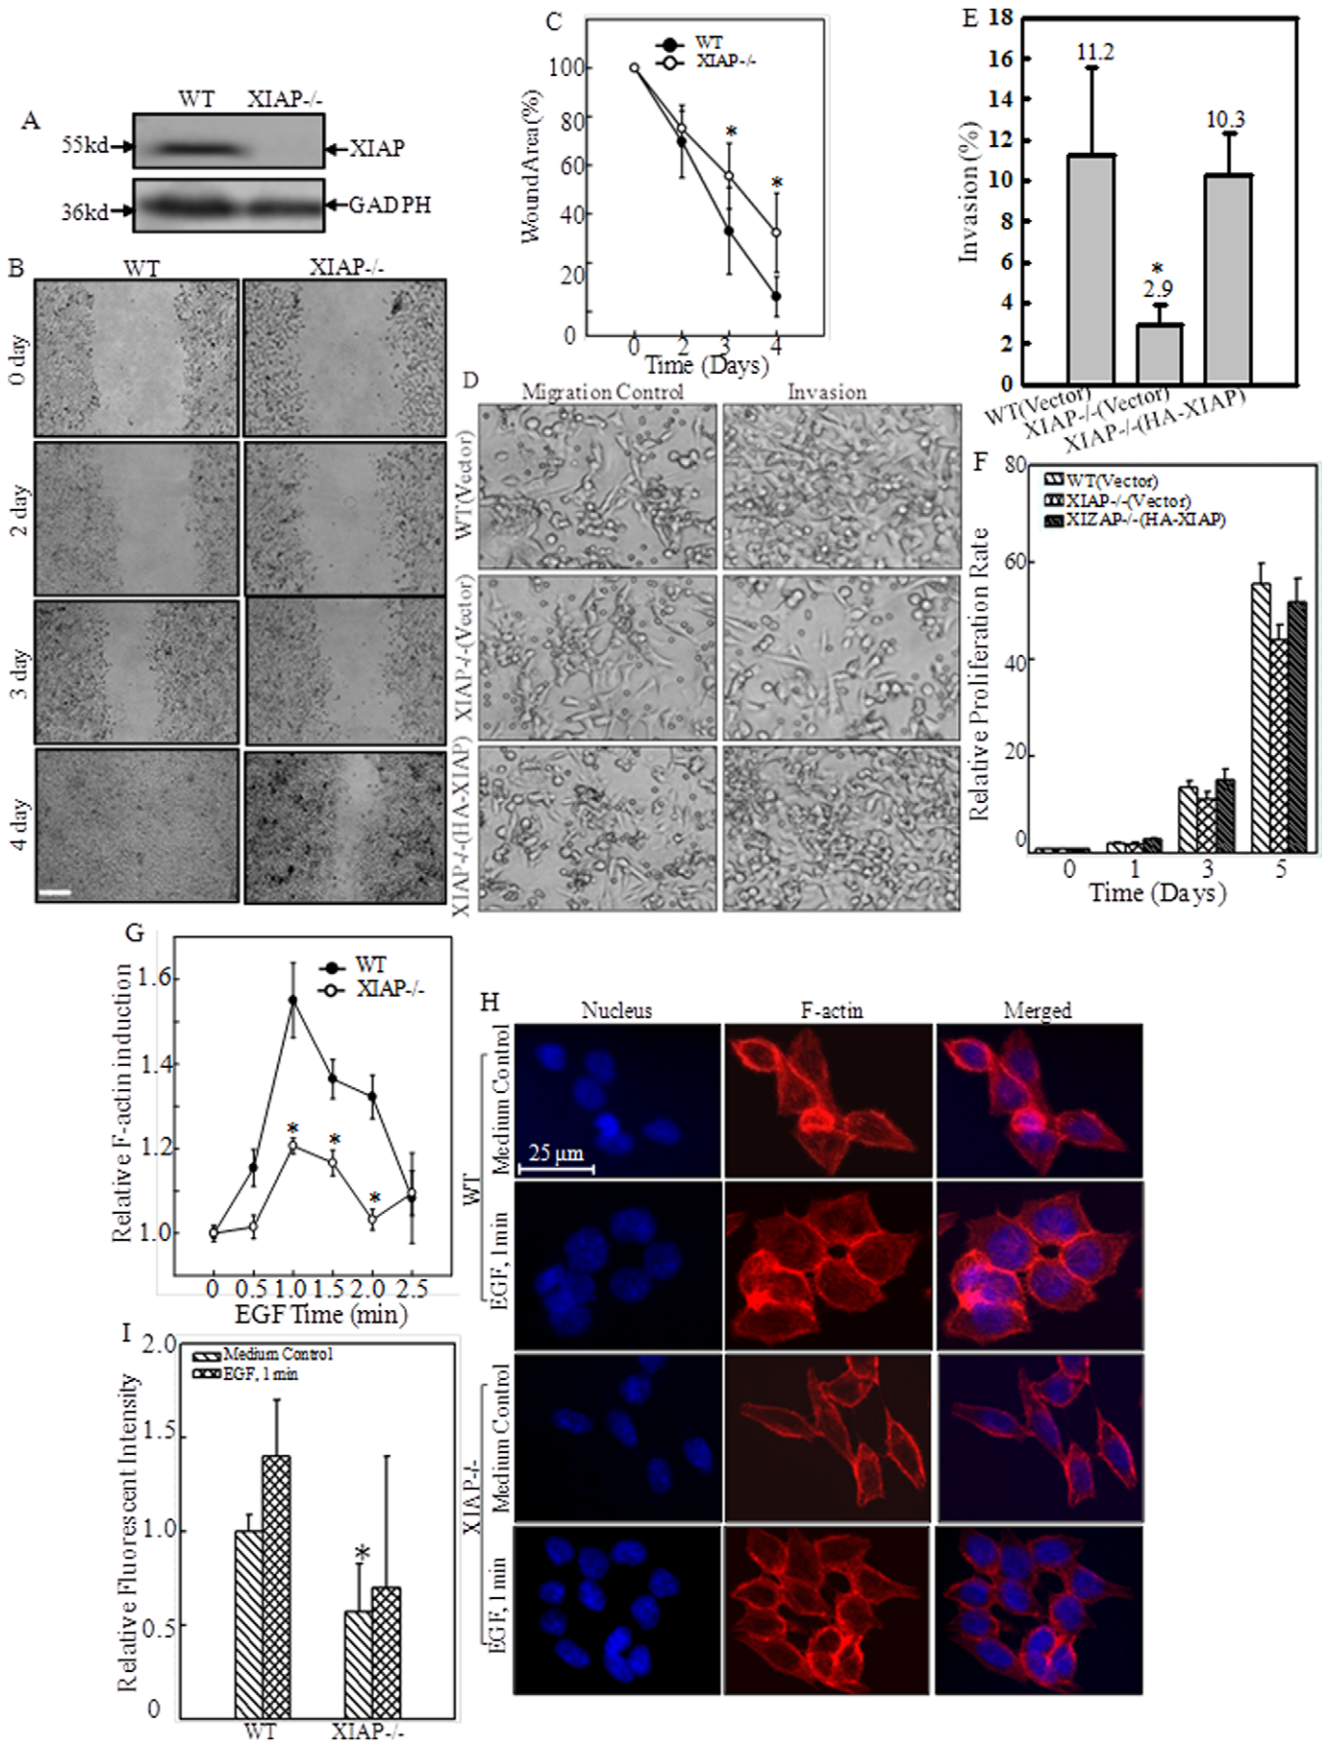 A
WT XIAP-/-
55kd XIAP
36kd GADPH
B
WT XIAP-/-
0 day
2 day
3 day
4 day
C
WT
XIAP-/-
Wound Area (%)
100
80
60
40
20
0
0 2 3 4
Time (Days)
D
Migration Control Invasion
WT(Vector)
XIAP-/-(Vector)
XIAP-/-(HA-XIAP)
E
Invasion (%)
18
16
14
12
10
8
6
4
2
0
11.2
*
2.9
10.3
WT(Vector)
XIAP-/-(Vector)
XIAP-/-(HA-XIAP)
F
WT(Vector)
XIAP-/-(Vector)
XIZAP-/-(HA-XIAP)
Relative Proliferation Rate
80
60
40
20
0
0 1 3 5
Time (Days)
G
WT
XIAP-/-
Relative F-actin induction
1.6
1.4
1.2
1.0
* * *
0 0.5 1.0 1.5 2.0 2.5
EGF Time (min)
H
Nucleus F-actin Merged
WT
Medium Control
25 μm
EGF, 1 min
XIAP-/-
Medium Control
EGF, 1 min
I
Medium Control
EGF, 1 min
Relative Fluorescent Intensity
2.0
1.5
1.0
0.5
0
*
WT XIAP-/-